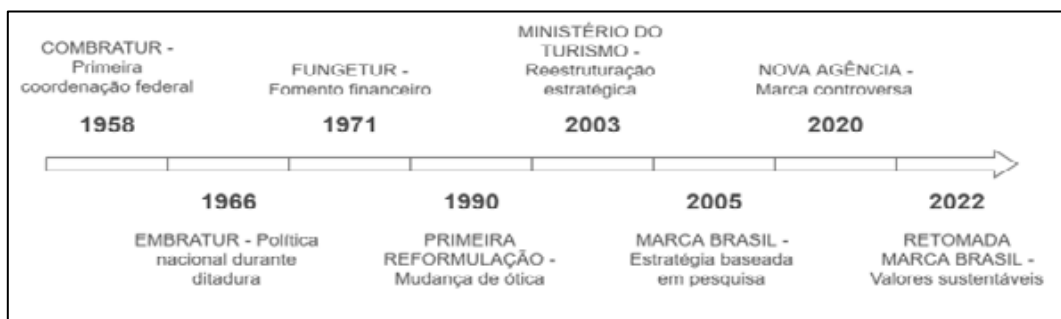 COMBRATUR -
Primeira
coordenação federal
1958
EMBRATUR - Política
nacional durante
ditadura
1966
FUNGETUR -
Fomento financeiro
1971
PRIMEIRA
REFORMULAÇÃO -
Mudança de ótica
1990
MINISTÉRIO DO
TURISMO -
Reestruturação
estratégica
2003
MARCA BRASIL -
Estratégia baseada
em pesquisa
2005
NOVA AGÊNCIA -
Marca controversa
2020
RETOMADA
MARCA BRASIL -
Valores sustentáveis
2022